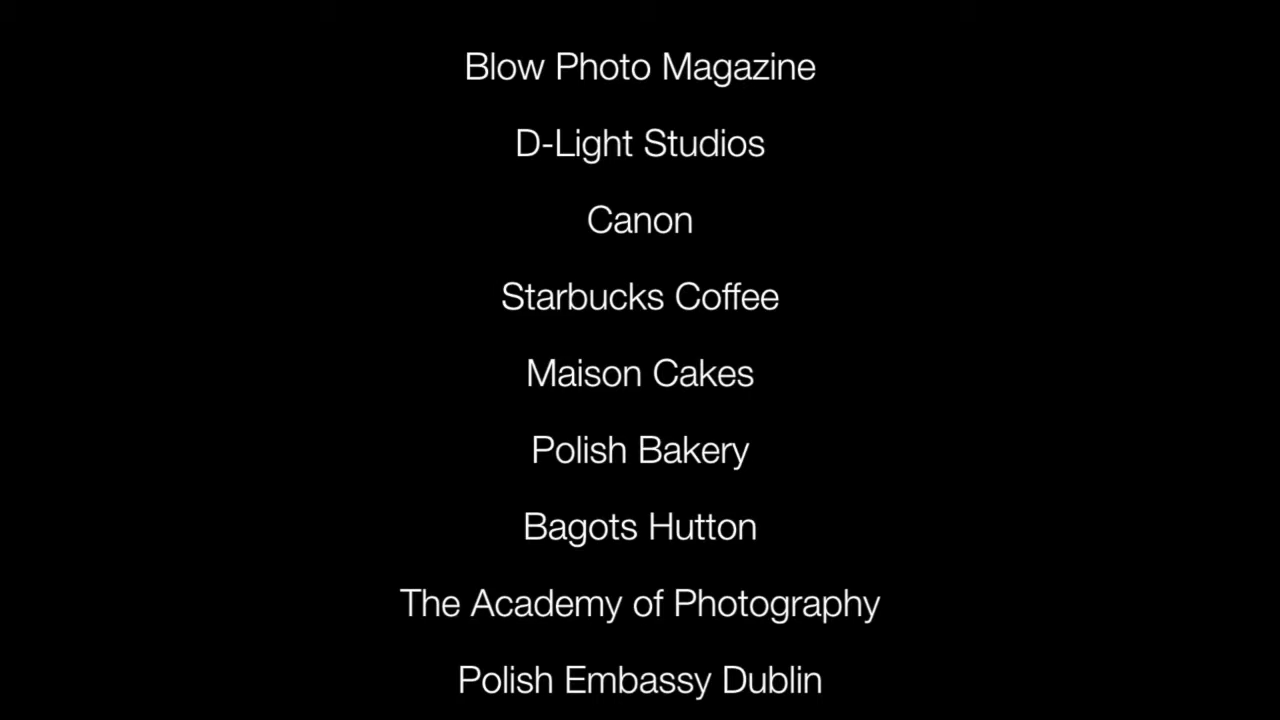 Blow Photo Magazine
D-Light Studios
Canon
Starbucks Coffee
Maison Cakes
Polish Bakery
Bagots Hutton
The Academy of Photography
Polish Embassy Dublin